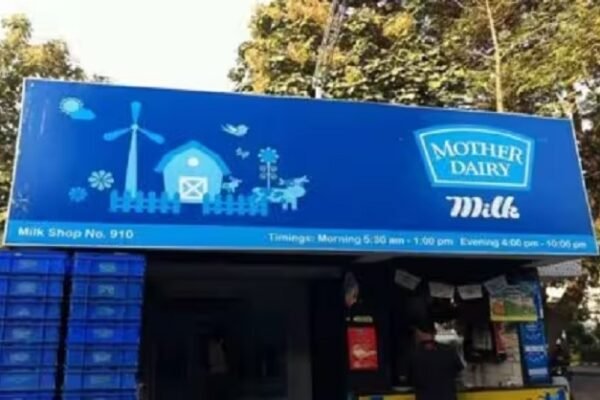 MOTHER
DAIRY
Milk
Milk Shop No. 910
Timings: Morning 5:30 am - 1:00 pm Evening 4:00 pm - 10:00 pm